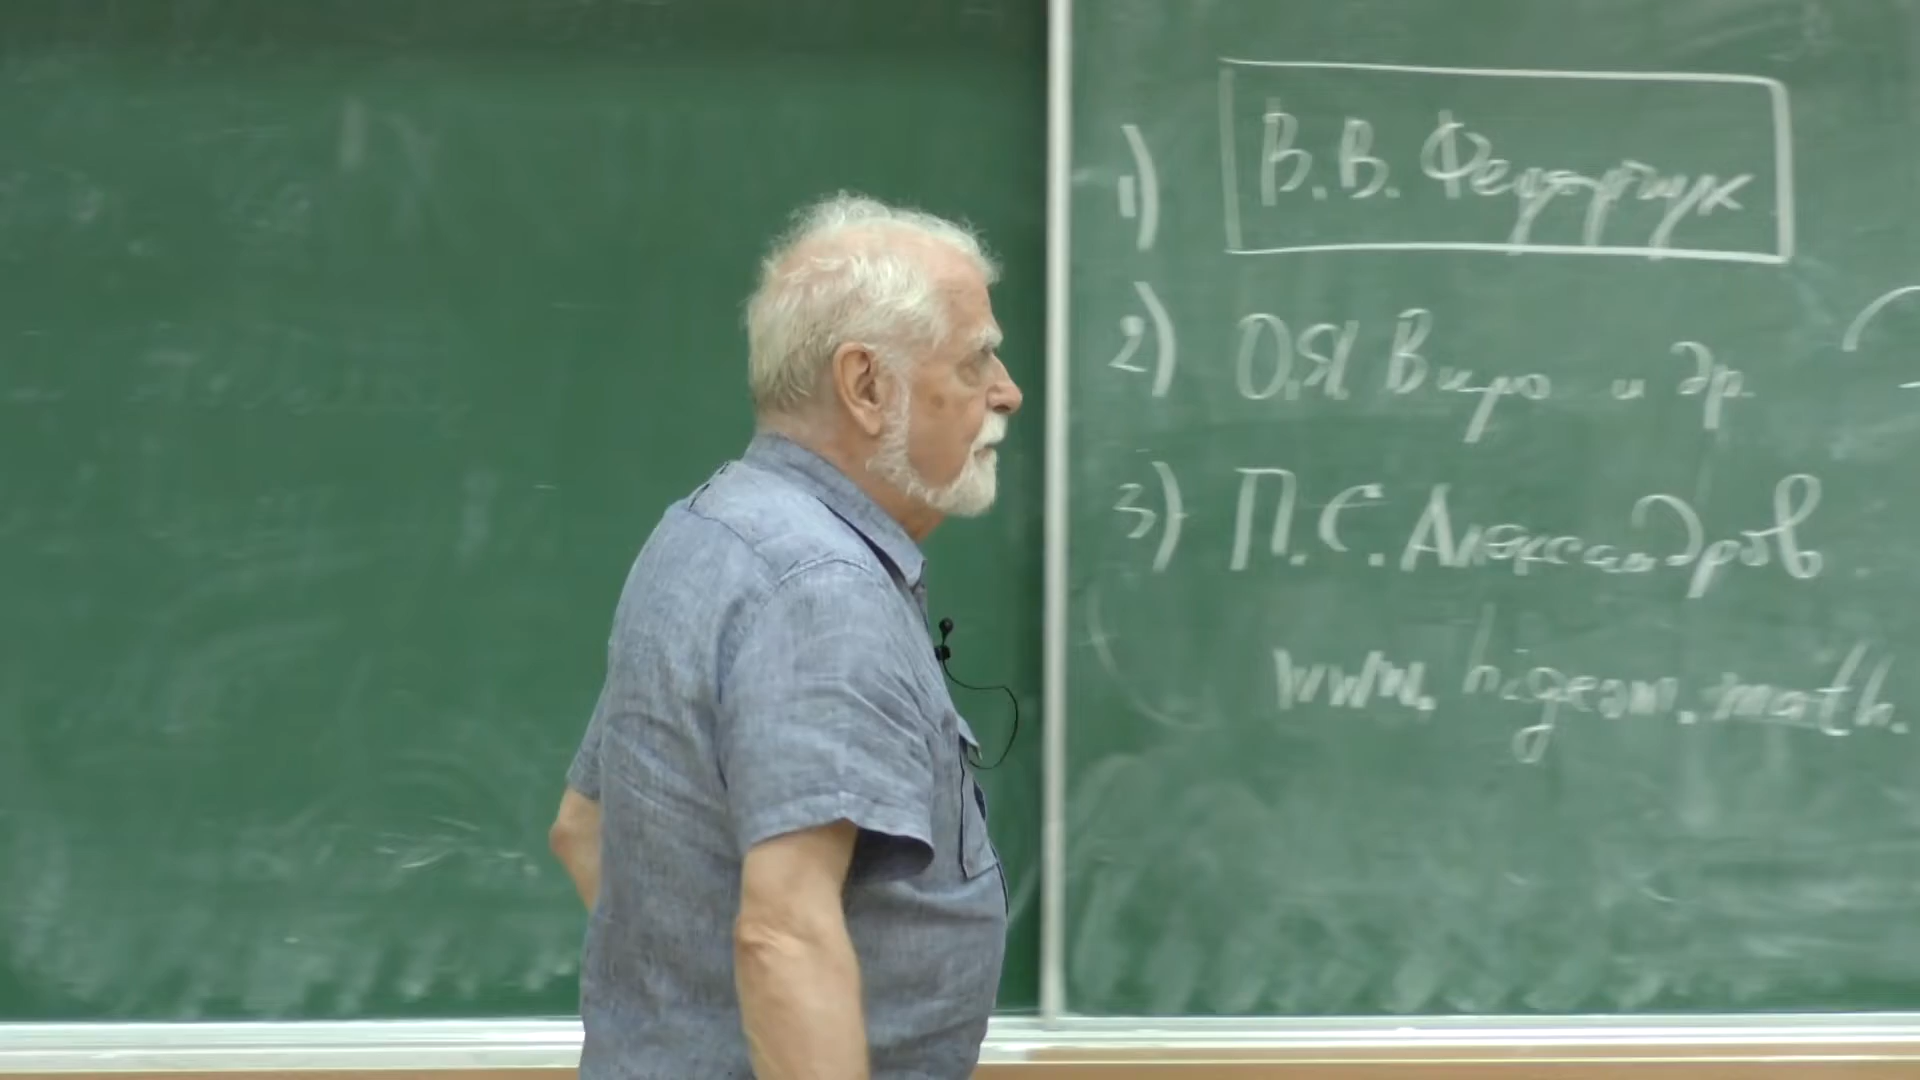 1) В.В. Федорчук
2) О.Я Виро и др.
3) П.С. Александров
www.higeom.math.